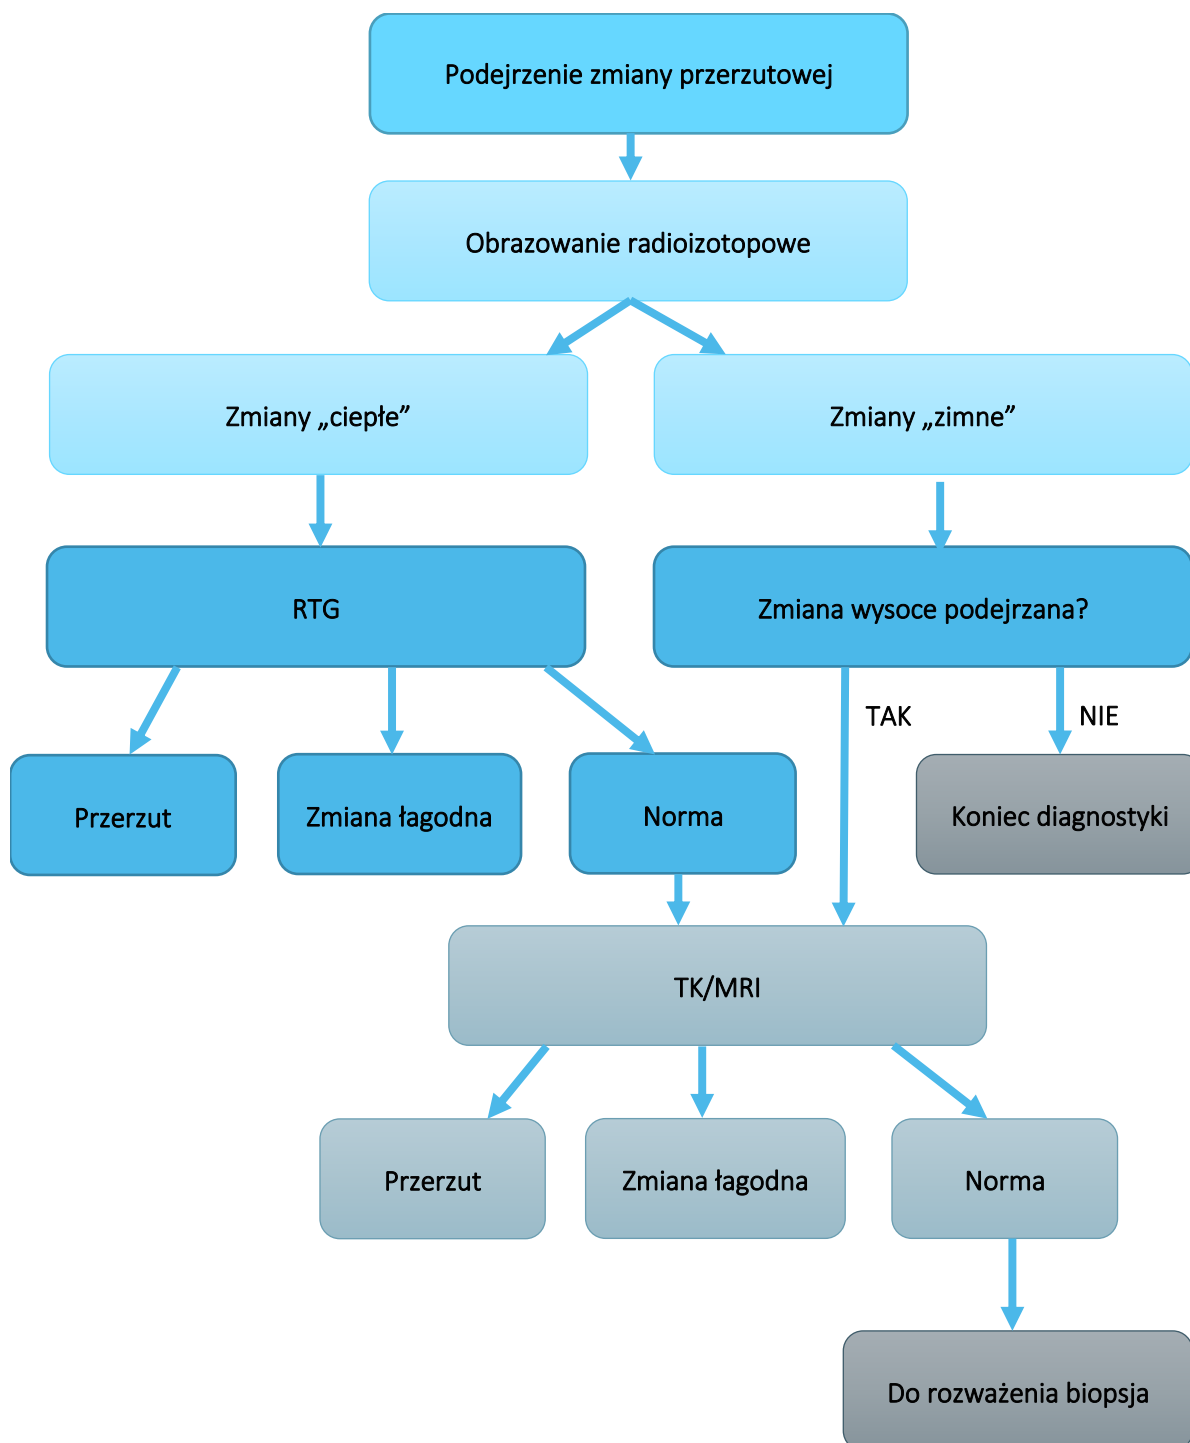 Podejrzenie zmiany przerzutowej
Obrazowanie radioizotopowe
Zmiany „ciepłe”
Zmiany „zimne”
RTG
Zmiana wysoce podejrzana?
TAK
NIE
Przerzut
Zmiana łagodna
Norma
Koniec diagnostyki
TK/MRI
Przerzut
Zmiana łagodna
Norma
Do rozważenia biopsja